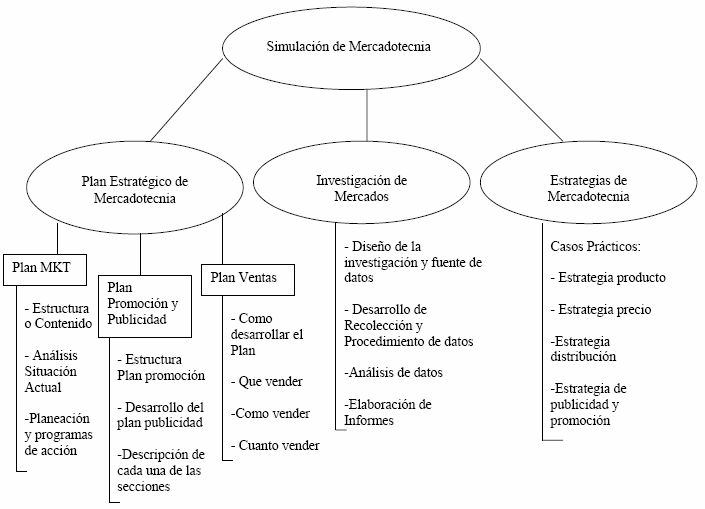 Simulación de Mercadotecnia
Plan Estratégico de
Mercadotecnia
Investigación de
Mercados
Estrategias de
Mercadotecnia
Plan MKT
- Estructura
o Contenido
- Análisis
Situación
Actual
-Planeación
y programas
de acción
Plan
Promoción y
Publicidad
- Estructura
Plan promoción
- Desarrollo del
plan publicidad
-Descripción de
cada una de las
secciones
Plan Ventas
- Como
desarrollar el
Plan
- Que vender
-Como vender
- Cuanto vender
- Diseño de la
investigación y fuente de
datos
- Desarrollo de
Recolección y
Procedimiento de datos
-Análisis de datos
-Elaboración de
Informes
Casos Prácticos:
- Estrategia producto
- Estrategia precio
-Estrategia
distribución
-Estrategia de
publicidad y
promoción